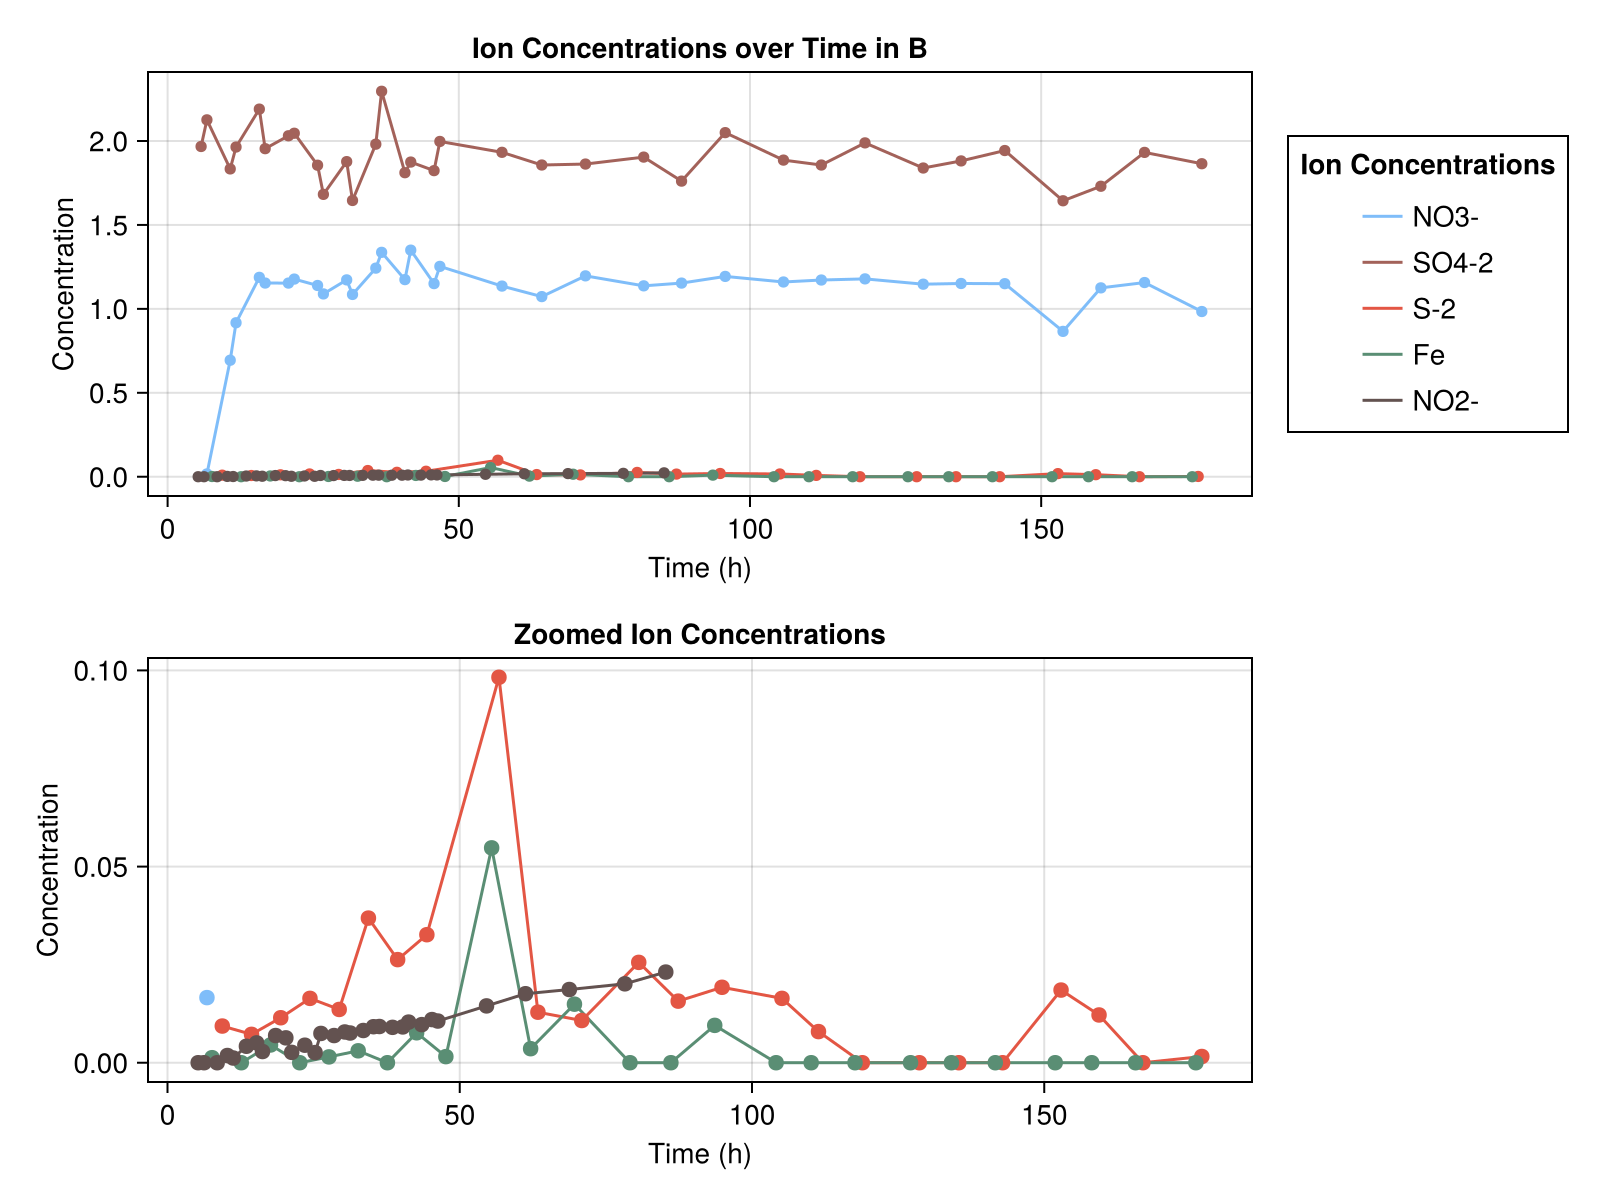 Ion Concentrations over Time in B
Concentration
2.0
1.5
1.0
0.5
0.0
0 50 100 150
Time (h)
Ion Concentrations
NO3-
SO4-2
S-2
Fe
NO2-
Zoomed Ion Concentrations
Concentration
0.10
0.05
0.00
0 50 100 150
Time (h)